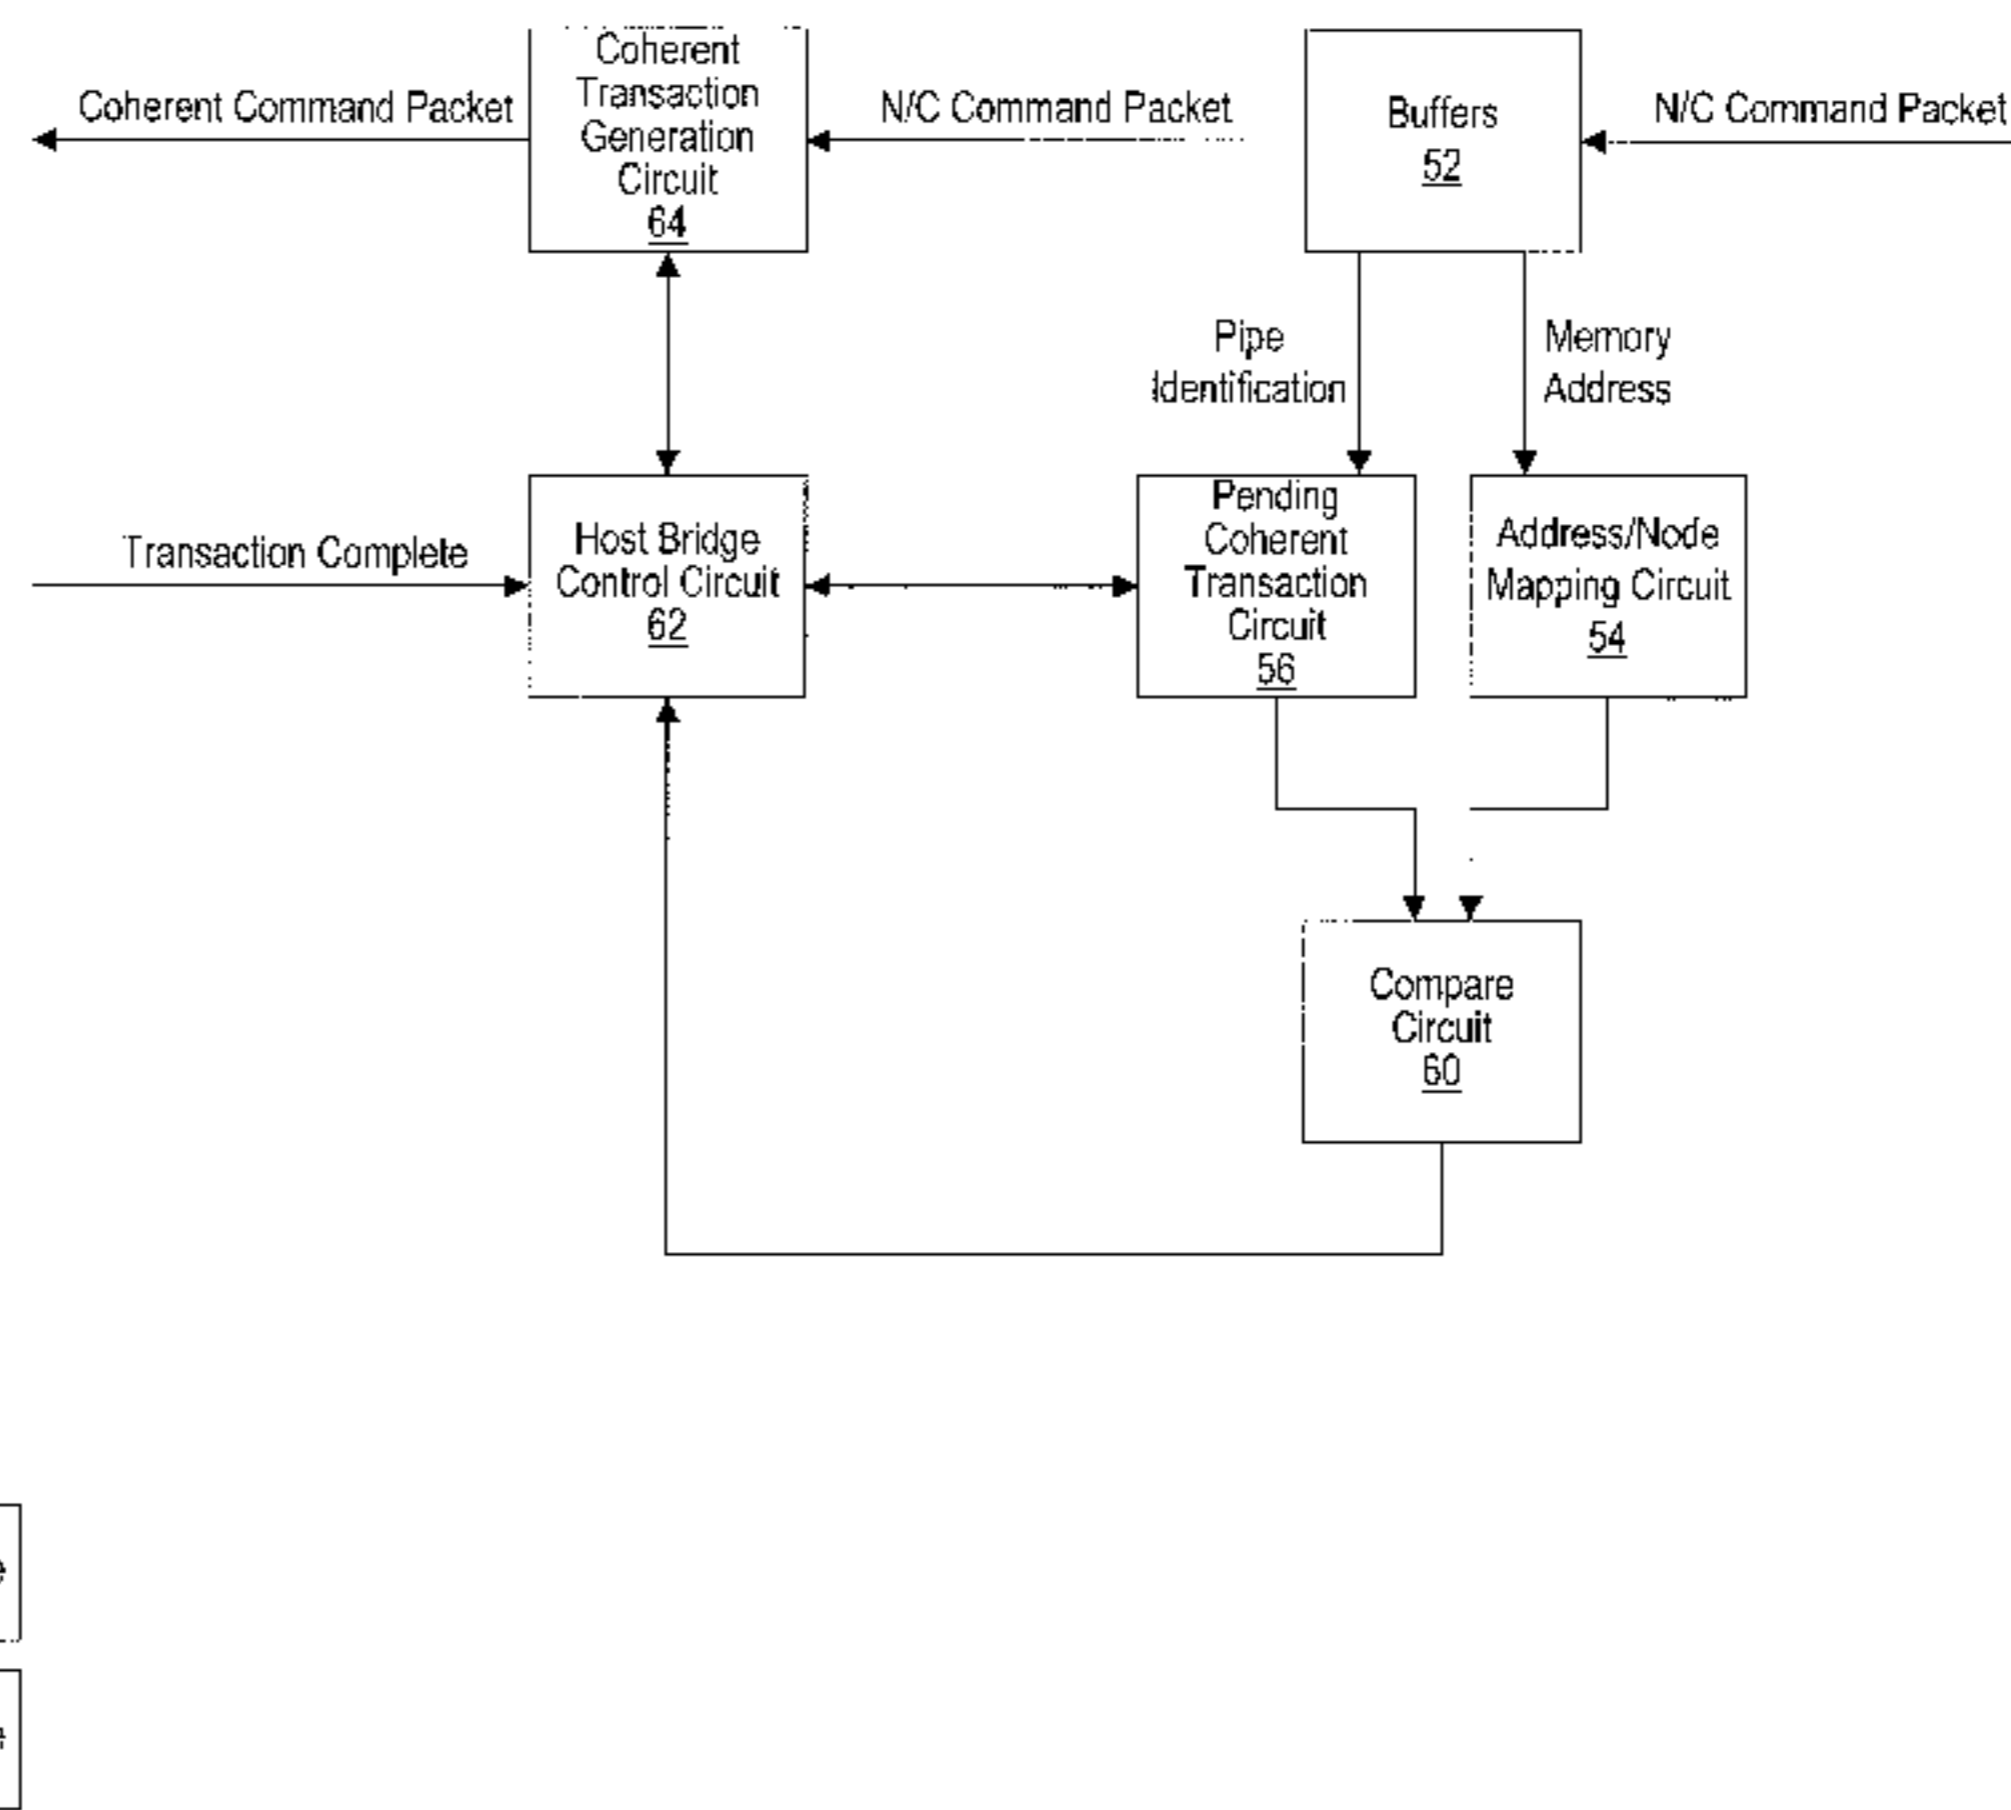 Coherent
Transaction
Generation
Circuit
64
Coherent Command Packet
N/C Command Packet
Buffers
52
N/C Command Packet
Pipe
Identification
Memory
Address
Transaction Complete
Host Bridge
Control Circuit
62
Pending
Coherent
Transaction
Circuit
56
Address/Node
Mapping Circuit
54
Compare
Circuit
60